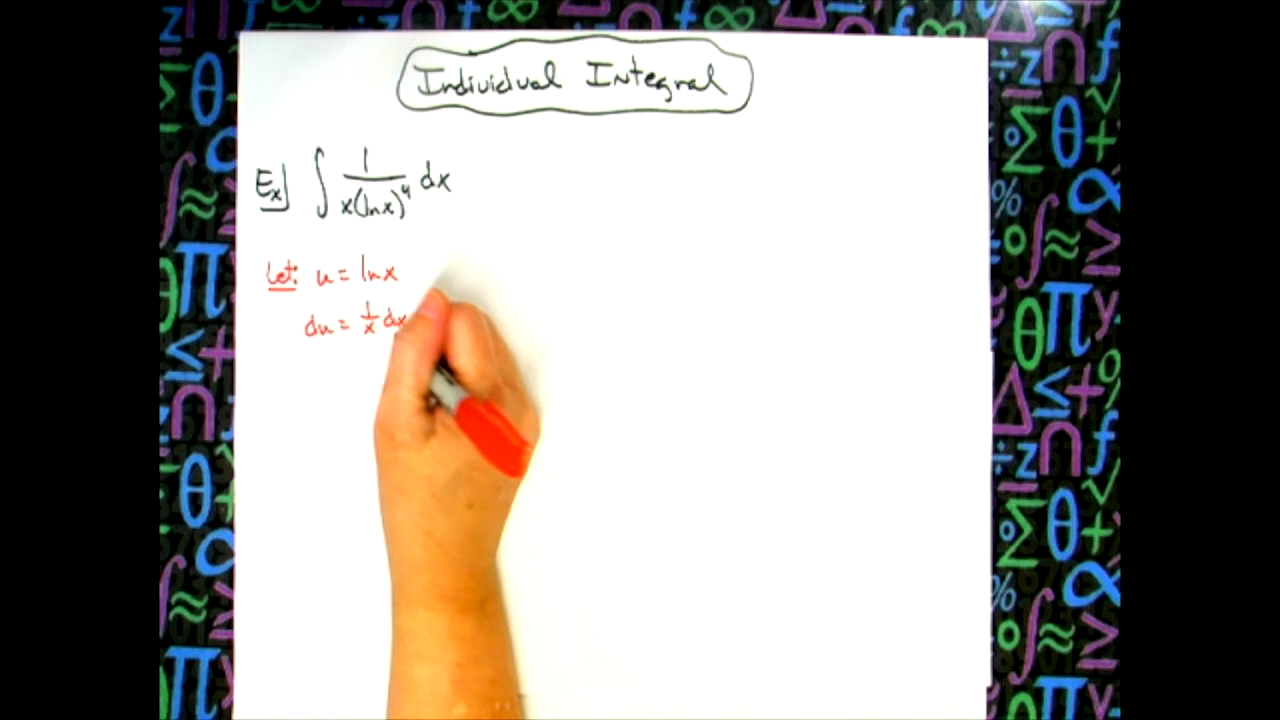 Individual Integral
Ex] ∫ 1/(x(ln x)⁴) dx
Let: u = ln x
du = 1/x dx